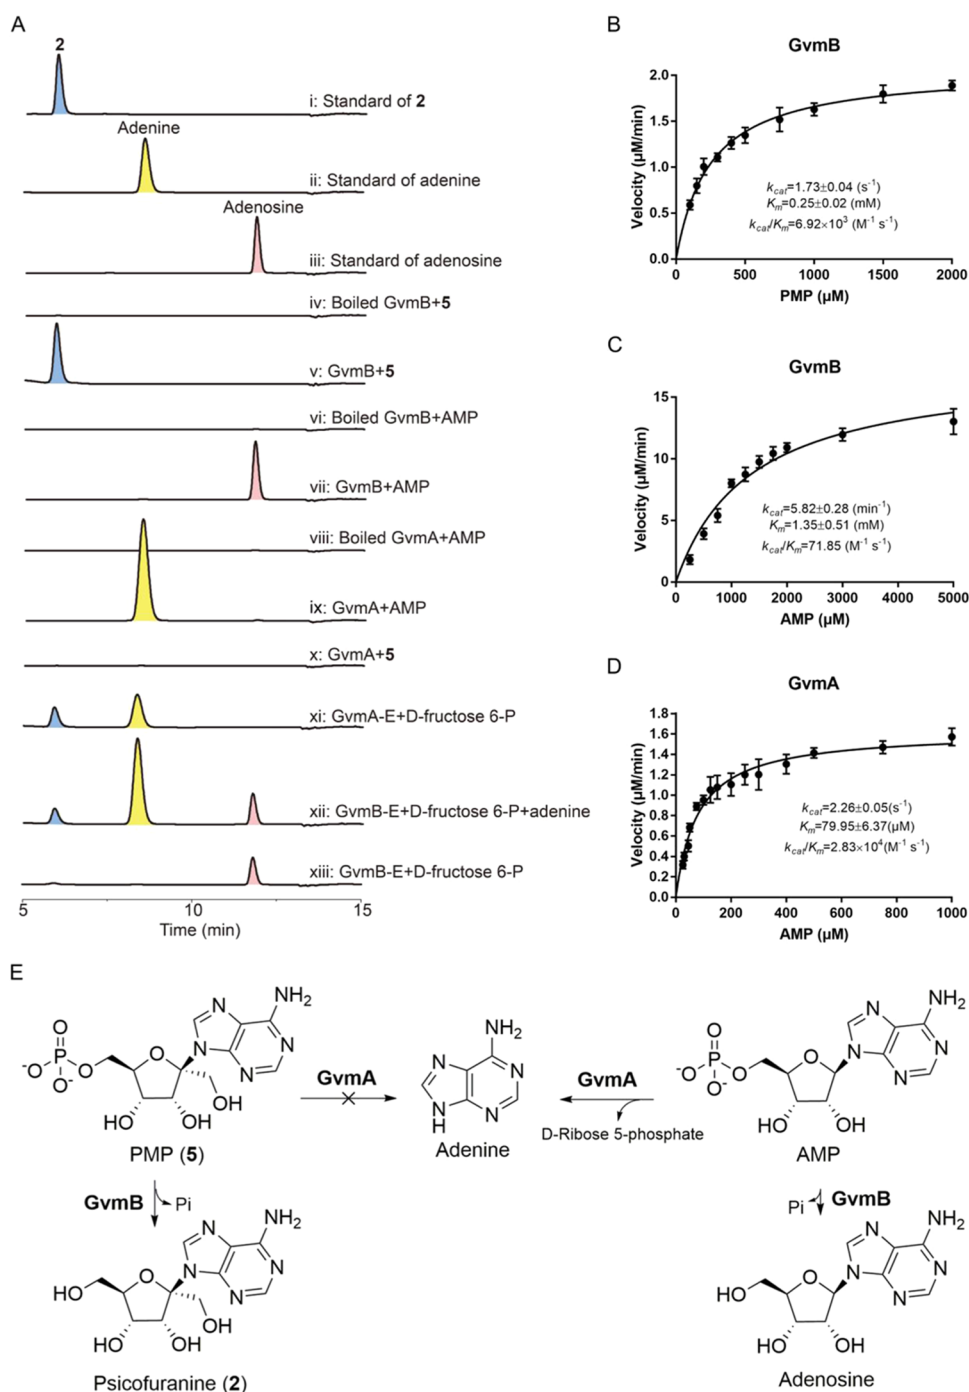 A
2
i: Standard of 2
Adenine
ii: Standard of adenine
Adenosine
iii: Standard of adenosine
iv: Boiled GvmB+5
v: GvmB+5
vi: Boiled GvmB+AMP
vii: GvmB+AMP
viii: Boiled GvmA+AMP
ix: GvmA+AMP
x: GvmA+5
xi: GvmA-E+D-fructose 6-P
xii: GvmB-E+D-fructose 6-P+adenine
xiii: GvmB-E+D-fructose 6-P
5 10 15
Time (min)
B
GvmB
Velocity (µM/min)
2.0
1.5
1.0
0.5
0.0
kcat=1.73±0.04 (s-1)
Km=0.25±0.02 (mM)
kcat/Km=6.92×10³ (M-1 s-1)
0 500 1000 1500 2000
PMP (µM)
C
GvmB
Velocity (µM/min)
15
10
5
0
kcat=5.82±0.28 (min-1)
Km=1.35±0.51 (mM)
kcat/Km=71.85 (M-1 s-1)
0 1000 2000 3000 4000 5000
AMP (µM)
D
GvmA
Velocity (µM/min)
1.8
1.6
1.4
1.2
1.0
0.8
0.6
0.4
0.2
0.0
kcat=2.26±0.05(s-1)
Km=79.95±6.37(µM)
kcat/Km=2.83×10⁴(M-1 s-1)
0 200 400 600 800 1000
AMP (µM)
E
NH2
N
N
N
N
O
-O
P
O-
O
O
HO
OH
OH
PMP (5)
GvmA
NH2
N
N
N
N
H
Adenine
GvmA
D-Ribose 5-phosphate
NH2
N
N
N
N
O
-O
P
O-
O
O
HO
OH
AMP
GvmB
Pi
Pi
GvmB
NH2
N
N
N
N
O
HO
HO
OH
OH
Psicofuranine (2)
NH2
N
N
N
N
O
HO
HO
OH
Adenosine